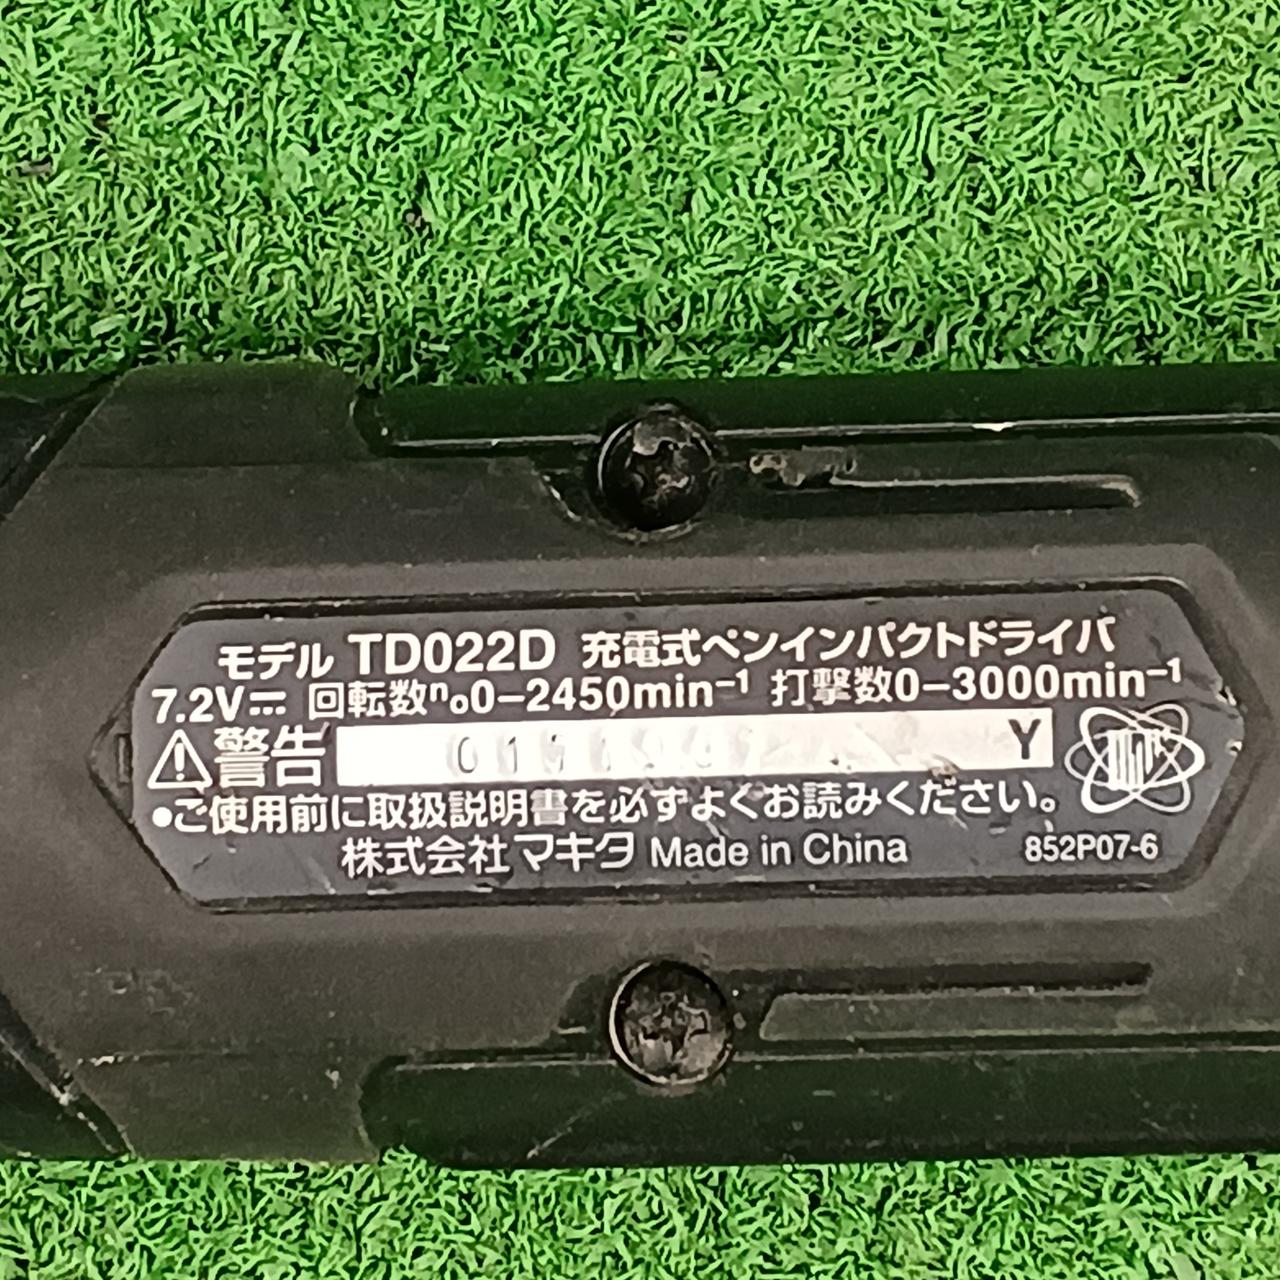 モデル TD022D 充電式ペンインパクトドライバ
7.2V⎓ 回転数no0-2450min-1 打撃数0-3000min-1
⚠警告 Y
●ご使用前に取扱説明書を必ずよくお読みください。
株式会社マキタ Made in China 852P07-6